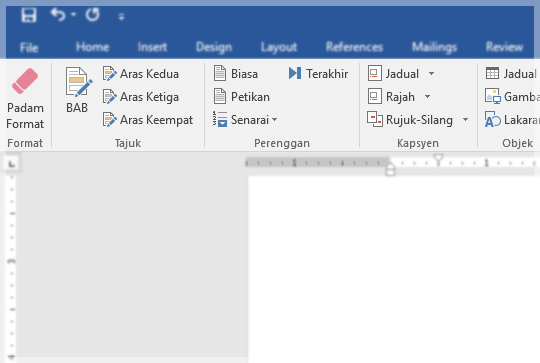 File Home Insert Design Layout References Mailings Review
Padam Format
BAB
Aras Kedua
Aras Ketiga
Aras Keempat
Biasa
Petikan
Senarai
Terakhir
Jadual
Rajah
Rujuk-Silang
Jadual
Gamba
Lakaran
Format Tajuk Perenggan Kapsyen Objek